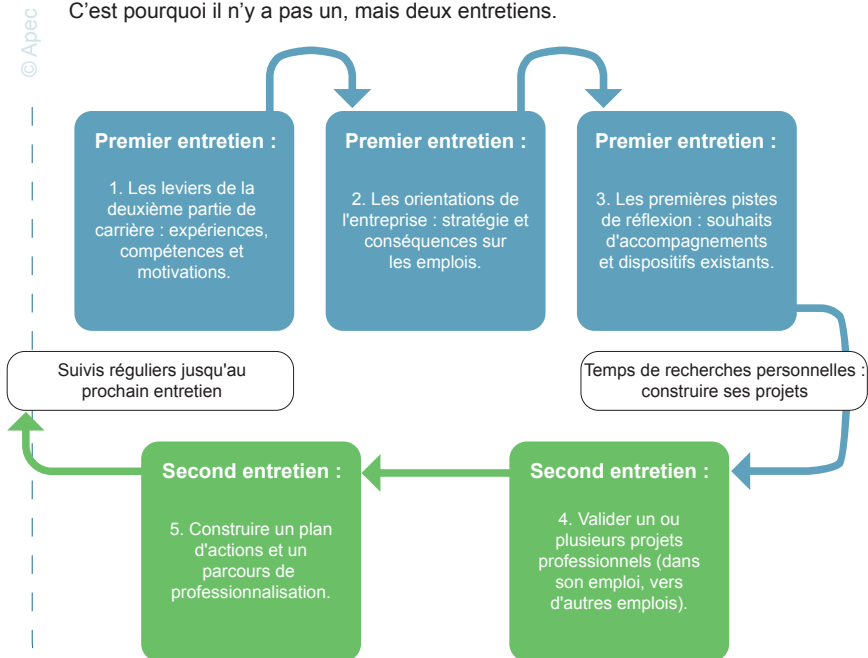 C’est pourquoi il n’y a pas un, mais deux entretiens.
© Apec
Premier entretien :
1. Les leviers de la
deuxième partie de
carrière : expériences,
compétences et
motivations.
Premier entretien :
2. Les orientations de
l'entreprise : stratégie et
conséquences sur
les emplois.
Premier entretien :
3. Les premières pistes
de réflexion : souhaits
d'accompagnements
et dispositifs existants.
Temps de recherches personnelles :
construire ses projets
Second entretien :
4. Valider un ou
plusieurs projets
professionnels (dans
son emploi, vers
d'autres emplois).
Second entretien :
5. Construire un plan
d'actions et un
parcours de
professionnalisation.
Suivis réguliers jusqu'au
prochain entretien